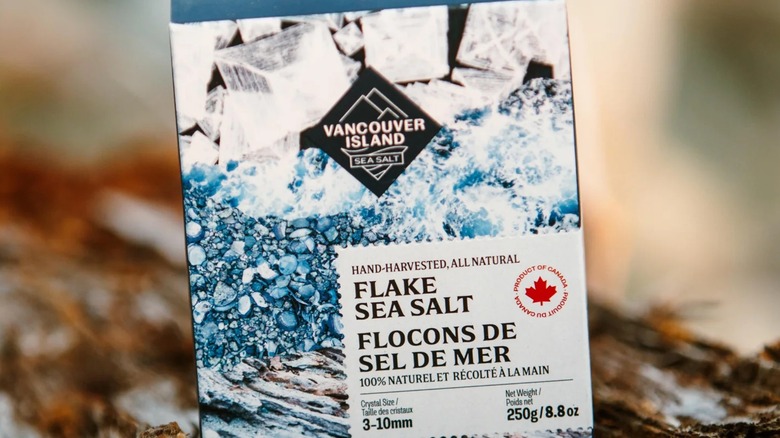 VANCOUVER
ISLAND
SEA SALT
HAND-HARVESTED, ALL NATURAL
FLAKE
SEA SALT
FLOCONS DE
SEL DE MER
100% NATUREL ET RÉCOLTÉ À LA MAIN
PRODUCT OF CANADA
PRODUIT DU CANADA
Crystal Size /
Taille des cristaux
3-10mm
Net Weight /
Poids net
250g/8.8oz